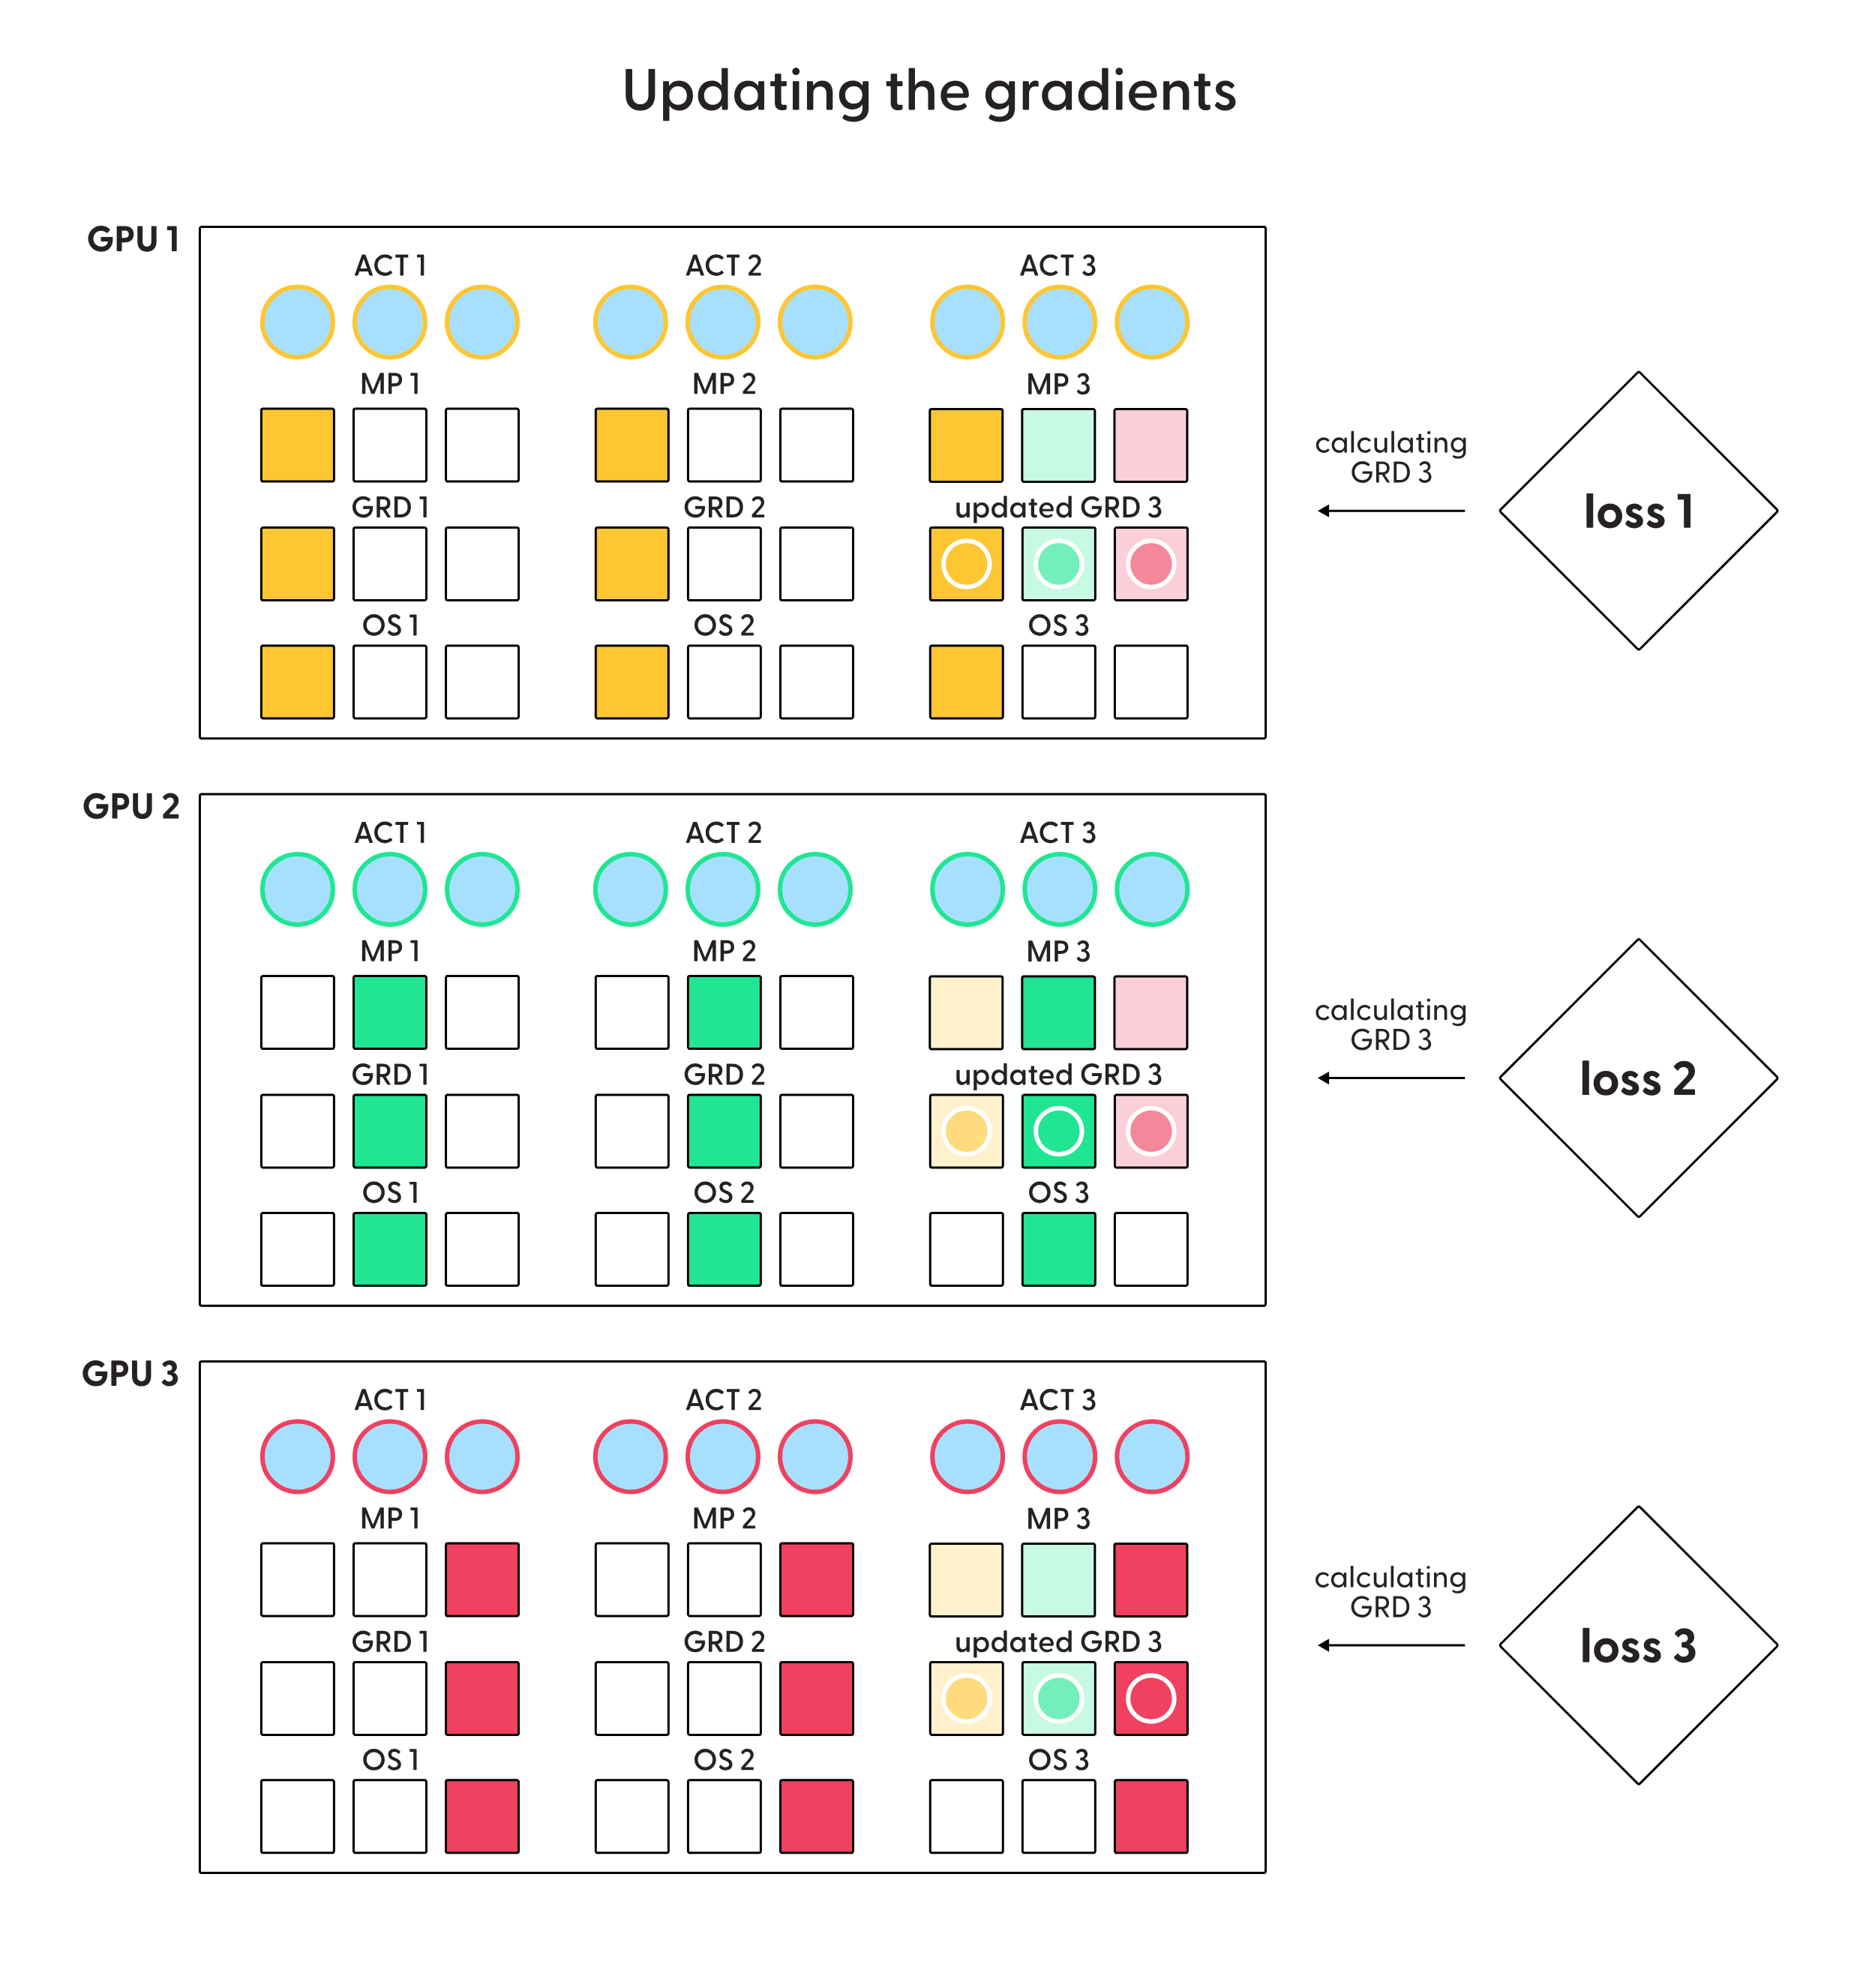 Updating the gradients
GPU 1
ACT 1 ACT 2 ACT 3
MP 1 MP 2 MP 3
GRD 1 GRD 2 updated GRD 3
OS 1 OS 2 OS 3
calculating
GRD 3
loss 1
GPU 2
ACT 1 ACT 2 ACT 3
MP 1 MP 2 MP 3
GRD 1 GRD 2 updated GRD 3
OS 1 OS 2 OS 3
calculating
GRD 3
loss 2
GPU 3
ACT 1 ACT 2 ACT 3
MP 1 MP 2 MP 3
GRD 1 GRD 2 updated GRD 3
OS 1 OS 2 OS 3
calculating
GRD 3
loss 3